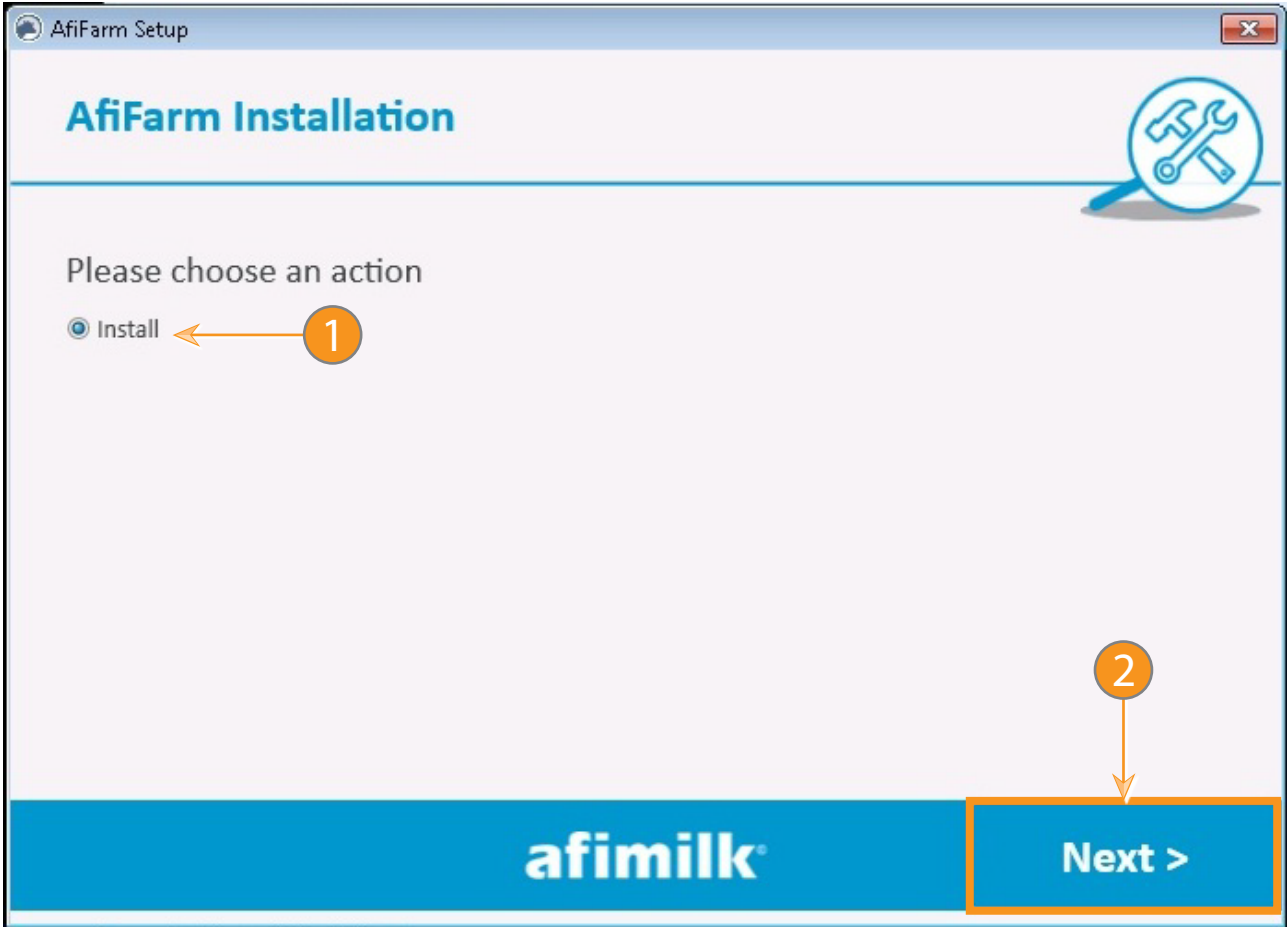 AfiFarm Setup
AfiFarm Installation
Please choose an action
Install
1
2
afimilk®
Next >